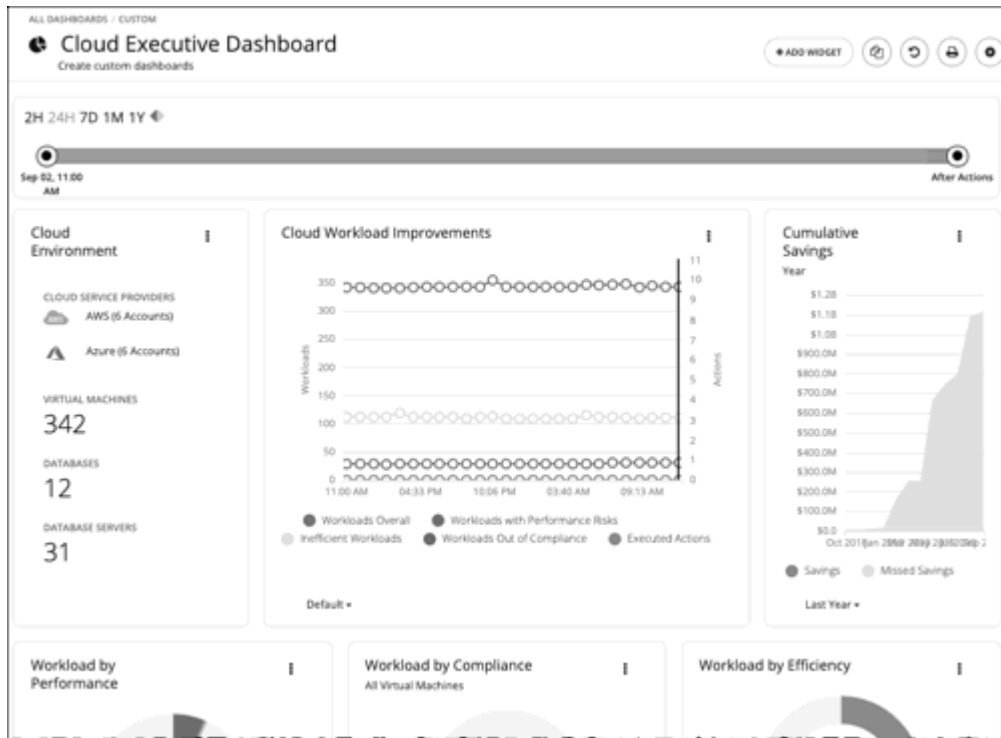 ALL DASHBOARDS / CUSTOM
Cloud Executive Dashboard
Create custom dashboards
ADD WIDGET
2H 24H 7D 1M 1Y
Sep 02, 11:00
AM
After Actions
Cloud
Environment
CLOUD SERVICE PROVIDERS
AWS
AWS (6 Accounts)
Azure (6 Accounts)
VIRTUAL MACHINES
342
DATABASES
12
DATABASE SERVERS
31
Cloud Workload Improvements
Workloads
350
300
250
200
150
100
50
0
11
10
9
8
7
6
5
4
3
2
1
0
Actions
11:00 AM 04:33 PM 10:06 PM 03:40 AM 09:13 AM
Workloads Overall Workloads with Performance Risks
Inefficient Workloads Workloads Out of Compliance Executed Actions
Default
Cumulative
Savings
Year
$1.2B
$1.1B
$1.0B
$900.0M
$800.0M
$700.0M
$600.0M
$500.0M
$400.0M
$300.0M
$200.0M
$100.0M
$0.0
Savings Missed Savings
Last Year
Workload by
Performance
Workload by Compliance
All Virtual Machines
Workload by Efficiency